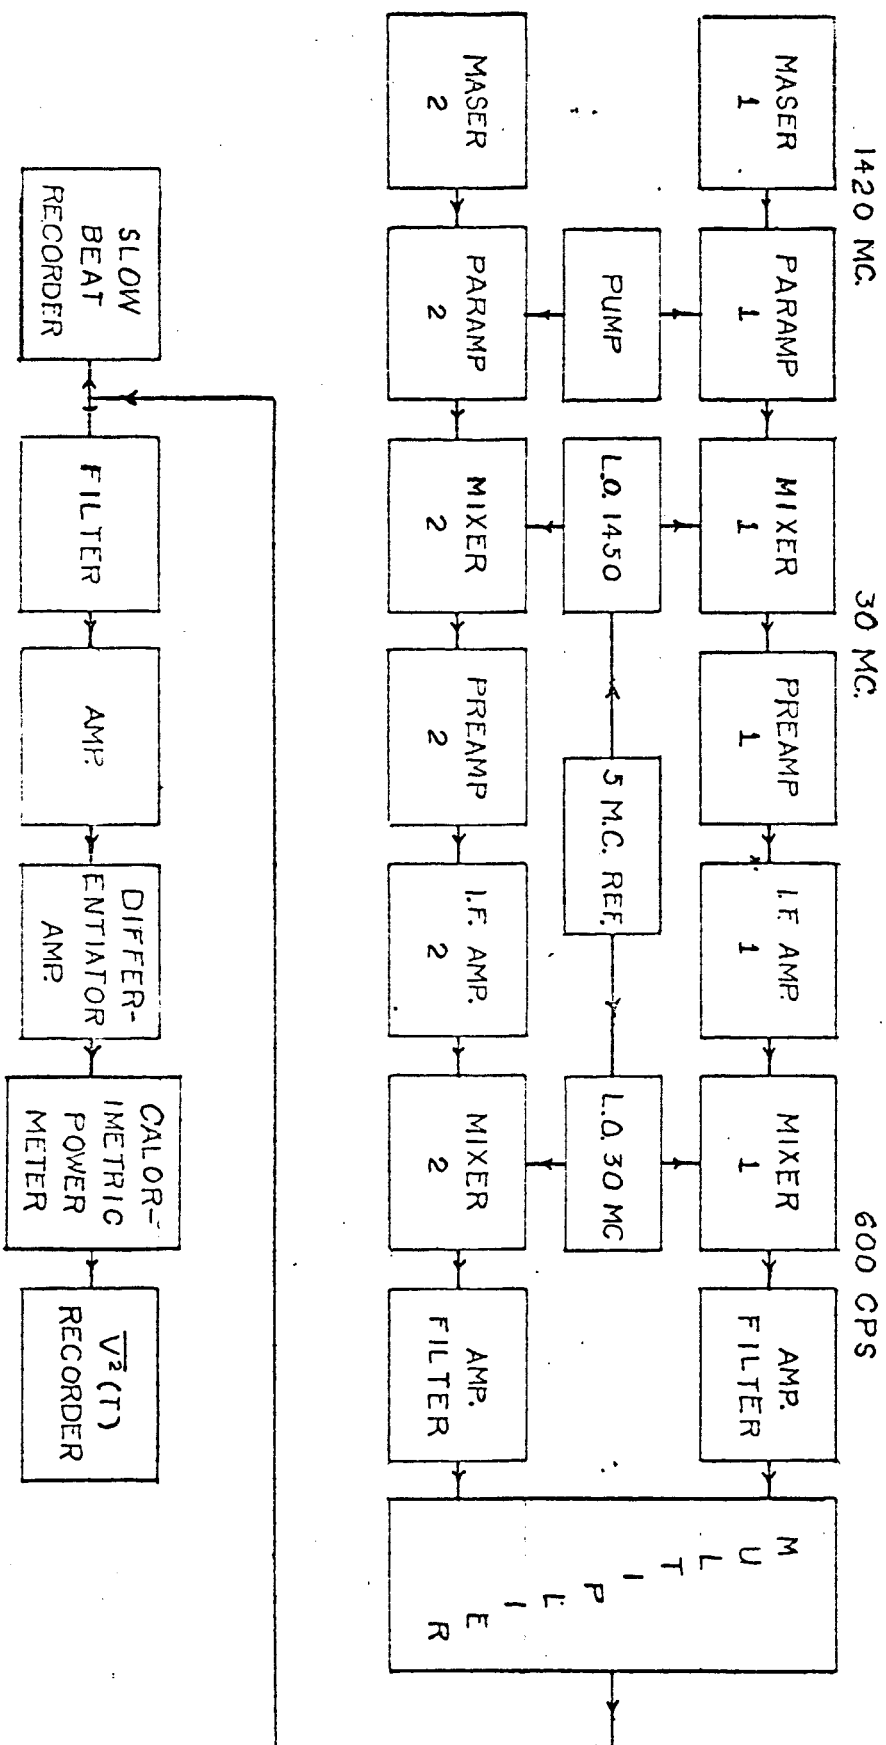 1420 MC.
30 MC.
600 CPS
MASER
1
PARAMP
1
MIXER
1
PREAMP
1
I.F. AMP.
1
MIXER
1
AMP.
FILTER
PUMP
L.O. 1450
5 M.C. REF.
L.O. 30 MC
MULTIPLIER
MASER
2
PARAMP
2
MIXER
2
PREAMP
2
I.F. AMP.
2
MIXER
2
AMP.
FILTER
SLOW
BEAT
RECORDER
FILTER
AMP.
DIFFER-
ENTIATOR
AMP.
CALOR-
IMETRIC
POWER
METER
V²(T)
RECORDER